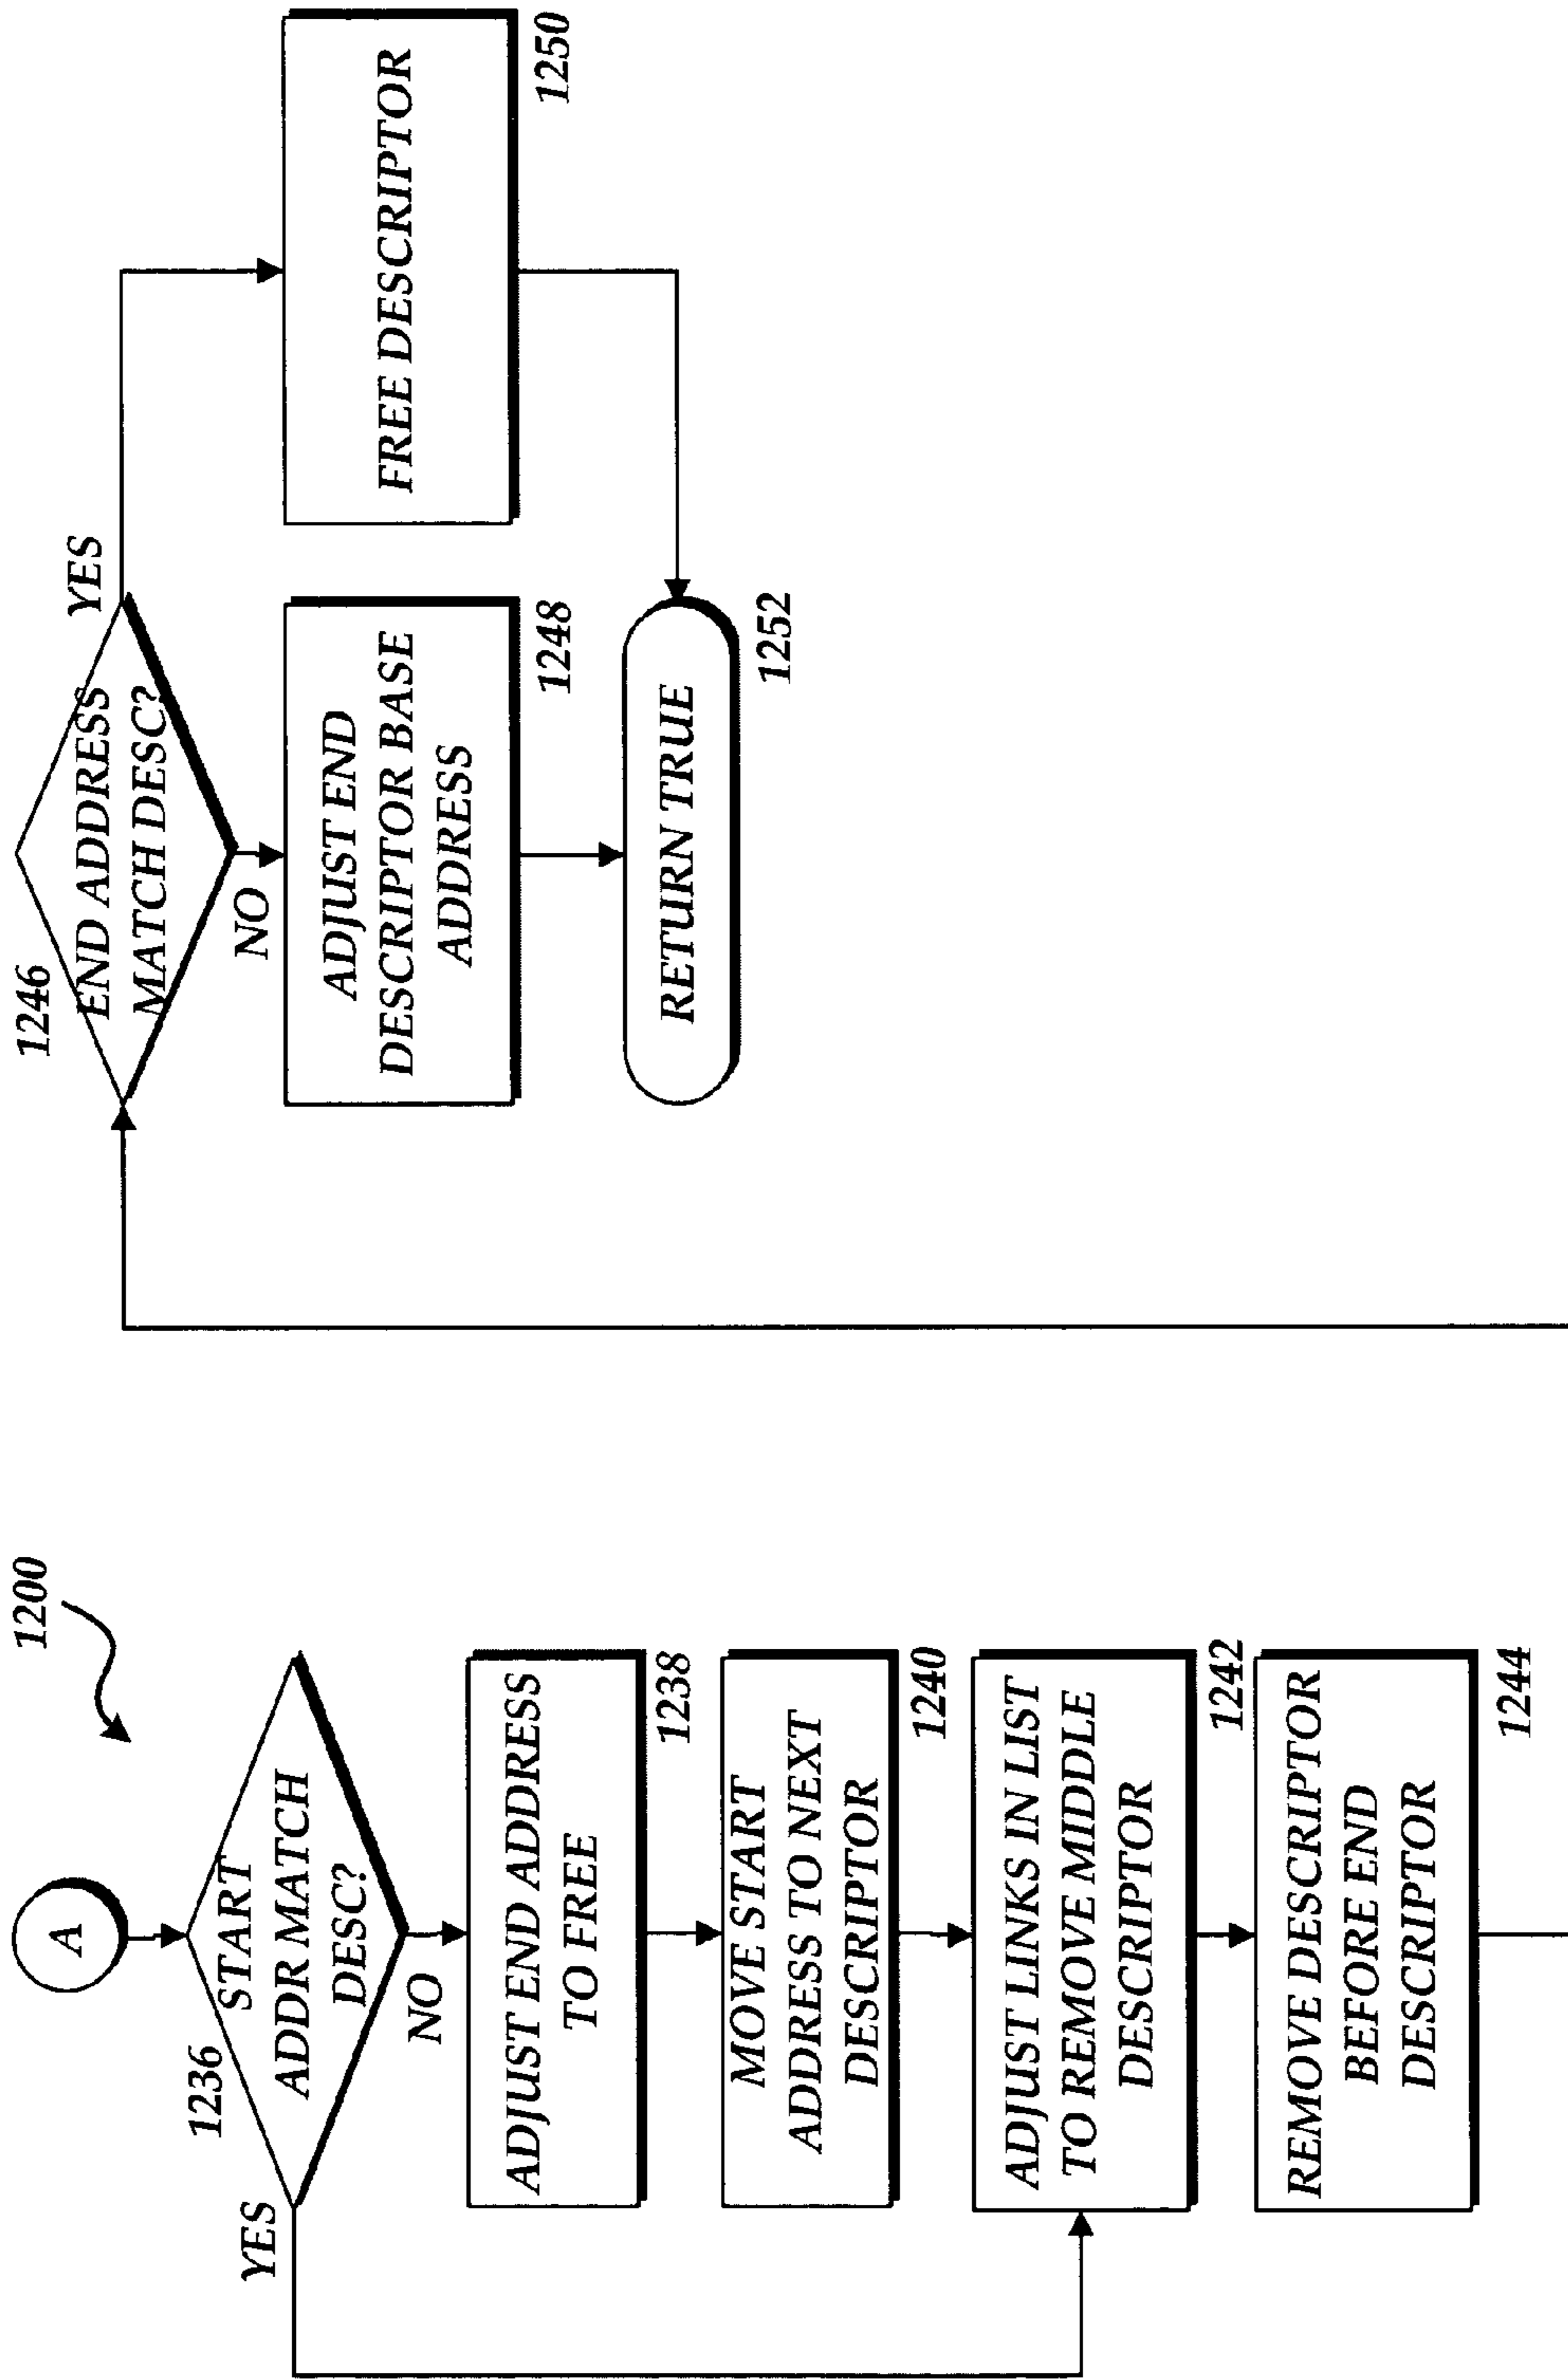 1200
A
1236
START
ADDR MATCH
DESC?
YES
NO
ADJUST END ADDRESS
TO FREE
1238
MOVE START
ADDRESS TO NEXT
DESCRIPTOR
1240
ADJUST LINKS IN LIST
TO REMOVE MIDDLE
DESCRIPTOR
1242
REMOVE DESCRIPTOR
BEFORE END
DESCRIPTOR
1244
1246
END ADDRESS
MATCH DESC?
YES
NO
ADJUST END
DESCRIPTOR BASE
ADDRESS
1248
FREE DESCRIPTOR
1250
RETURN TRUE
1252